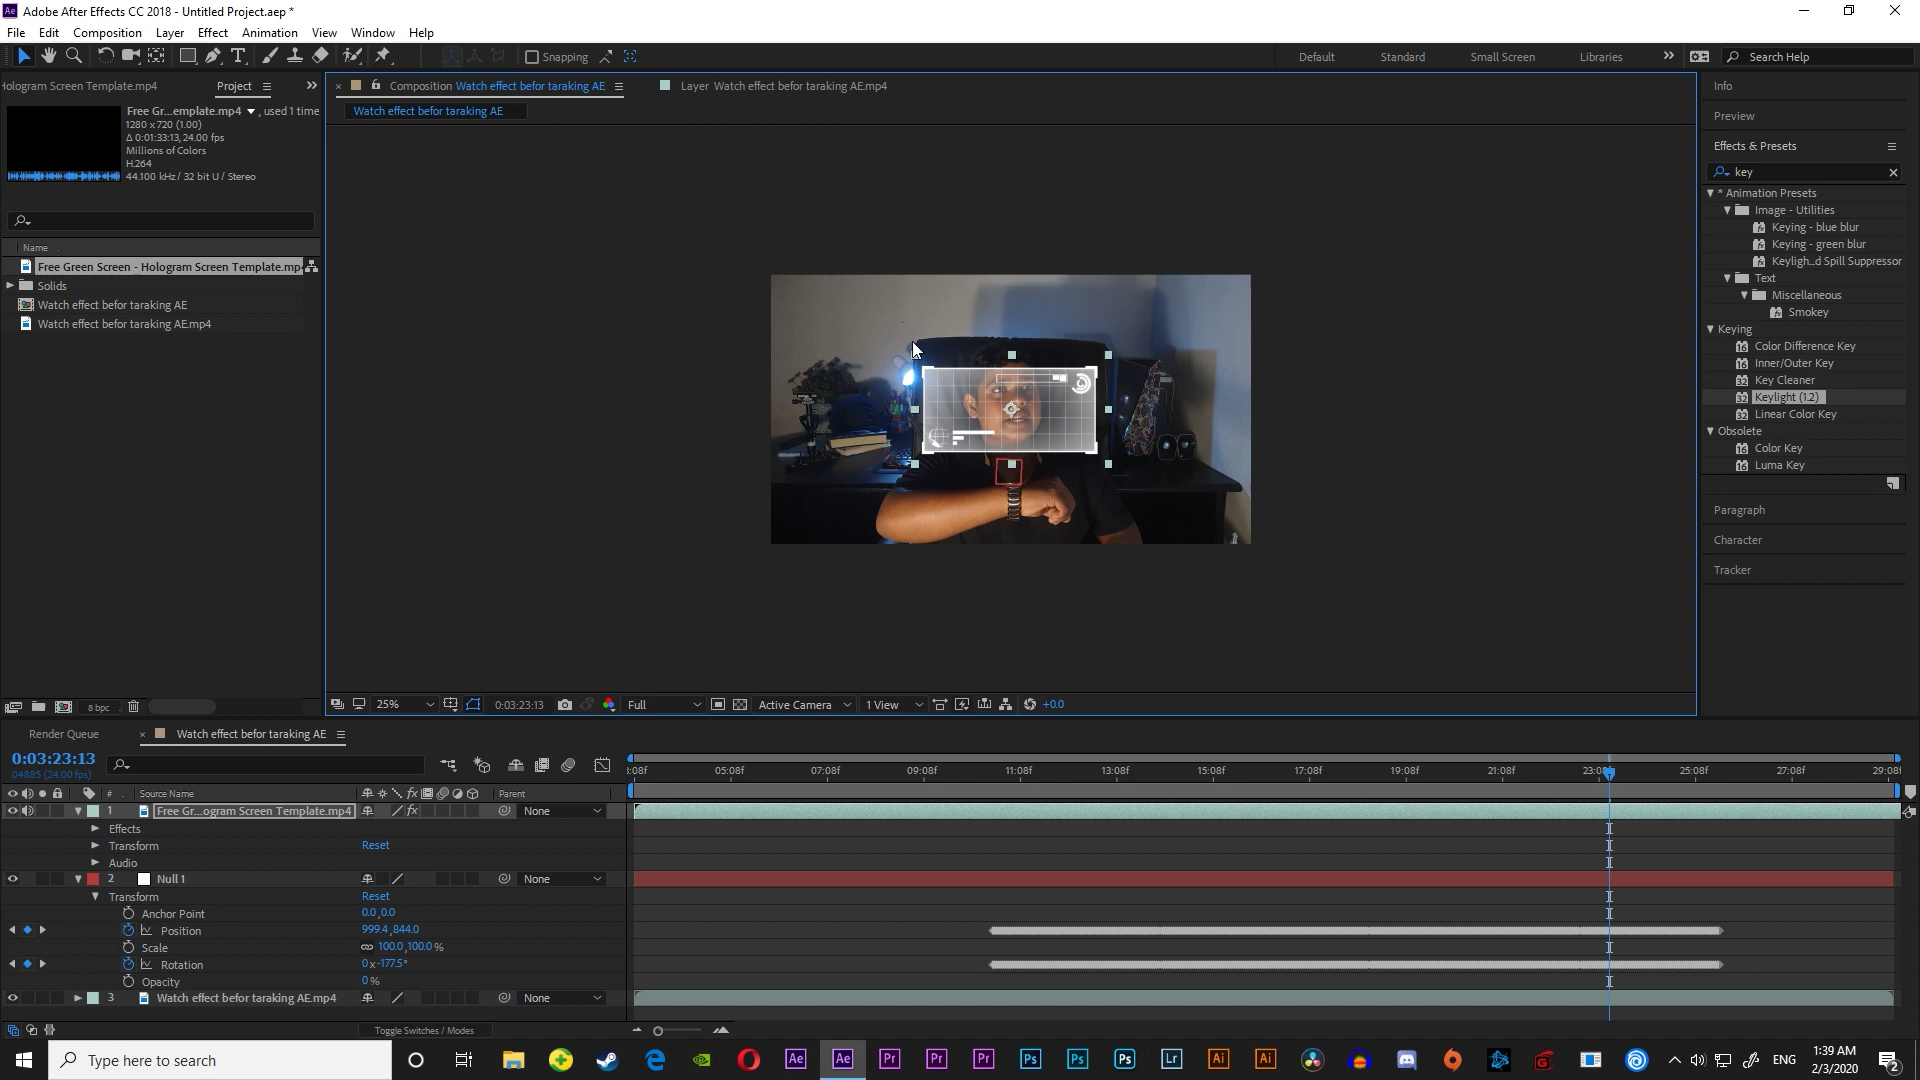 Adobe After Effects CC 2018 - Untitled Project.aep *
File Edit Composition Layer Effect Animation View Window Help
Snapping
Default Standard Small Screen Libraries
Search Help
Hologram Screen Template.mp4 Project
Composition Watch effect befor taraking AE
Layer Watch effect befor taraking AE.mp4
Watch effect befor taraking AE
Free Gr...emplate.mp4 , used 1 time
1280 x 720 (1.00)
Δ 0:01:33:13, 24.00 fps
Millions of Colors
H.264
44.100 kHz / 32 bit U / Stereo
Name
Free Green Screen - Hologram Screen Template.mp
Solids
Watch effect befor taraking AE
Watch effect befor taraking AE.mp4
8 bpc
25%
0:03:23:13
Full
Active Camera
1 View
+0.0
Info
Preview
Effects & Presets
key
* Animation Presets
Image - Utilities
Keying - blue blur
Keying - green blur
Keyligh...d Spill Suppressor
Text
Miscellaneous
Smokey
Keying
Color Difference Key
Inner/Outer Key
Key Cleaner
Keylight (1.2)
Linear Color Key
Obsolete
Color Key
Luma Key
Paragraph
Character
Tracker
Render Queue
Watch effect befor taraking AE
0:03:23:13
04885 (24.00 fps)
:08f 05:08f 07:08f 09:08f 11:08f 13:08f 15:08f 17:08f 19:08f 21:08f 23:08f 25:08f 27:08f 29:08f
# Source Name Parent
1 Free Gr...ogram Screen Template.mp4 None
Effects
Transform Reset
Audio
2 Null 1 None
Transform Reset
Anchor Point 0.0,0.0
Position 999.4,844.0
Scale 100.0,100.0 %
Rotation 0x-177.5°
Opacity 0 %
3 Watch effect befor taraking AE.mp4 None
Toggle Switches / Modes
Type here to search
Ae Ae Pr Pr Pr Ps Ps Ps Lr Ai Ai
ENG
1:39 AM
2/3/2020
2